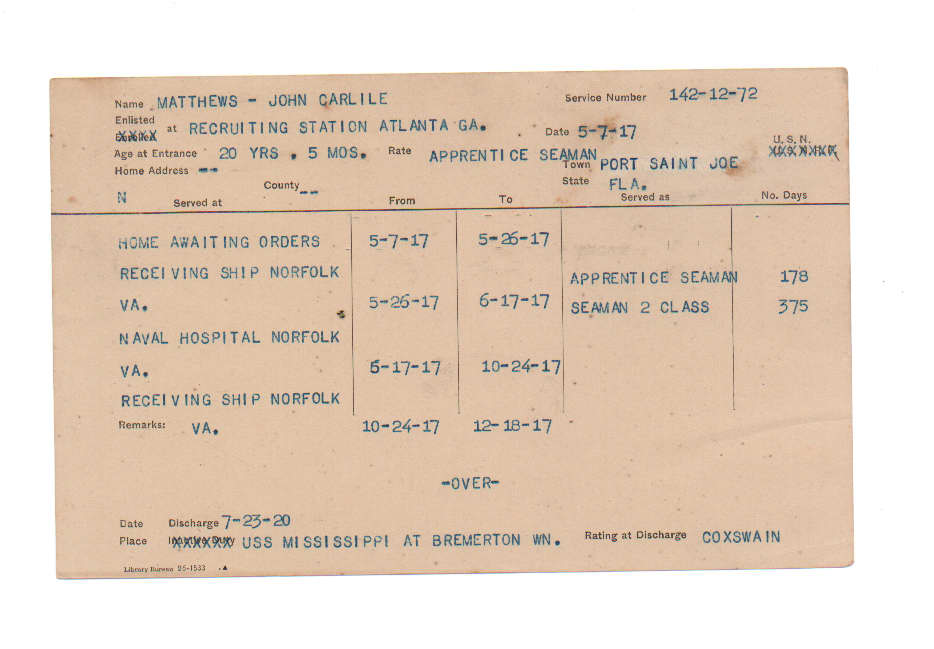 Name MATTHEWS - JOHN CARLILE Service Number 142-12-72
Enlisted
Enrolled at RECRUITING STATION ATLANTA GA. Date 5-7-17
U. S. N.
Age at Entrance 20 YRS. 5 MOS. Rate APPRENTICE SEAMAN Town PORT SAINT JOE
Home Address -- County -- State FLA.
N Served at From To Served as No. Days
HOME AWAITING ORDERS 5-7-17 5-26-17
RECEIVING SHIP NORFOLK APPRENTICE SEAMAN 178
VA. 5-26-17 6-17-17 SEAMAN 2 CLASS 375
NAVAL HOSPITAL NORFOLK
VA. 6-17-17 10-24-17
RECEIVING SHIP NORFOLK
Remarks: VA. 10-24-17 12-18-17
-OVER-
Date Discharge 7-23-20
Place Inactive Duty USS MISSISSIPPI AT BREMERTON WN. Rating at Discharge COXSWAIN
Library Bureau 25-1533